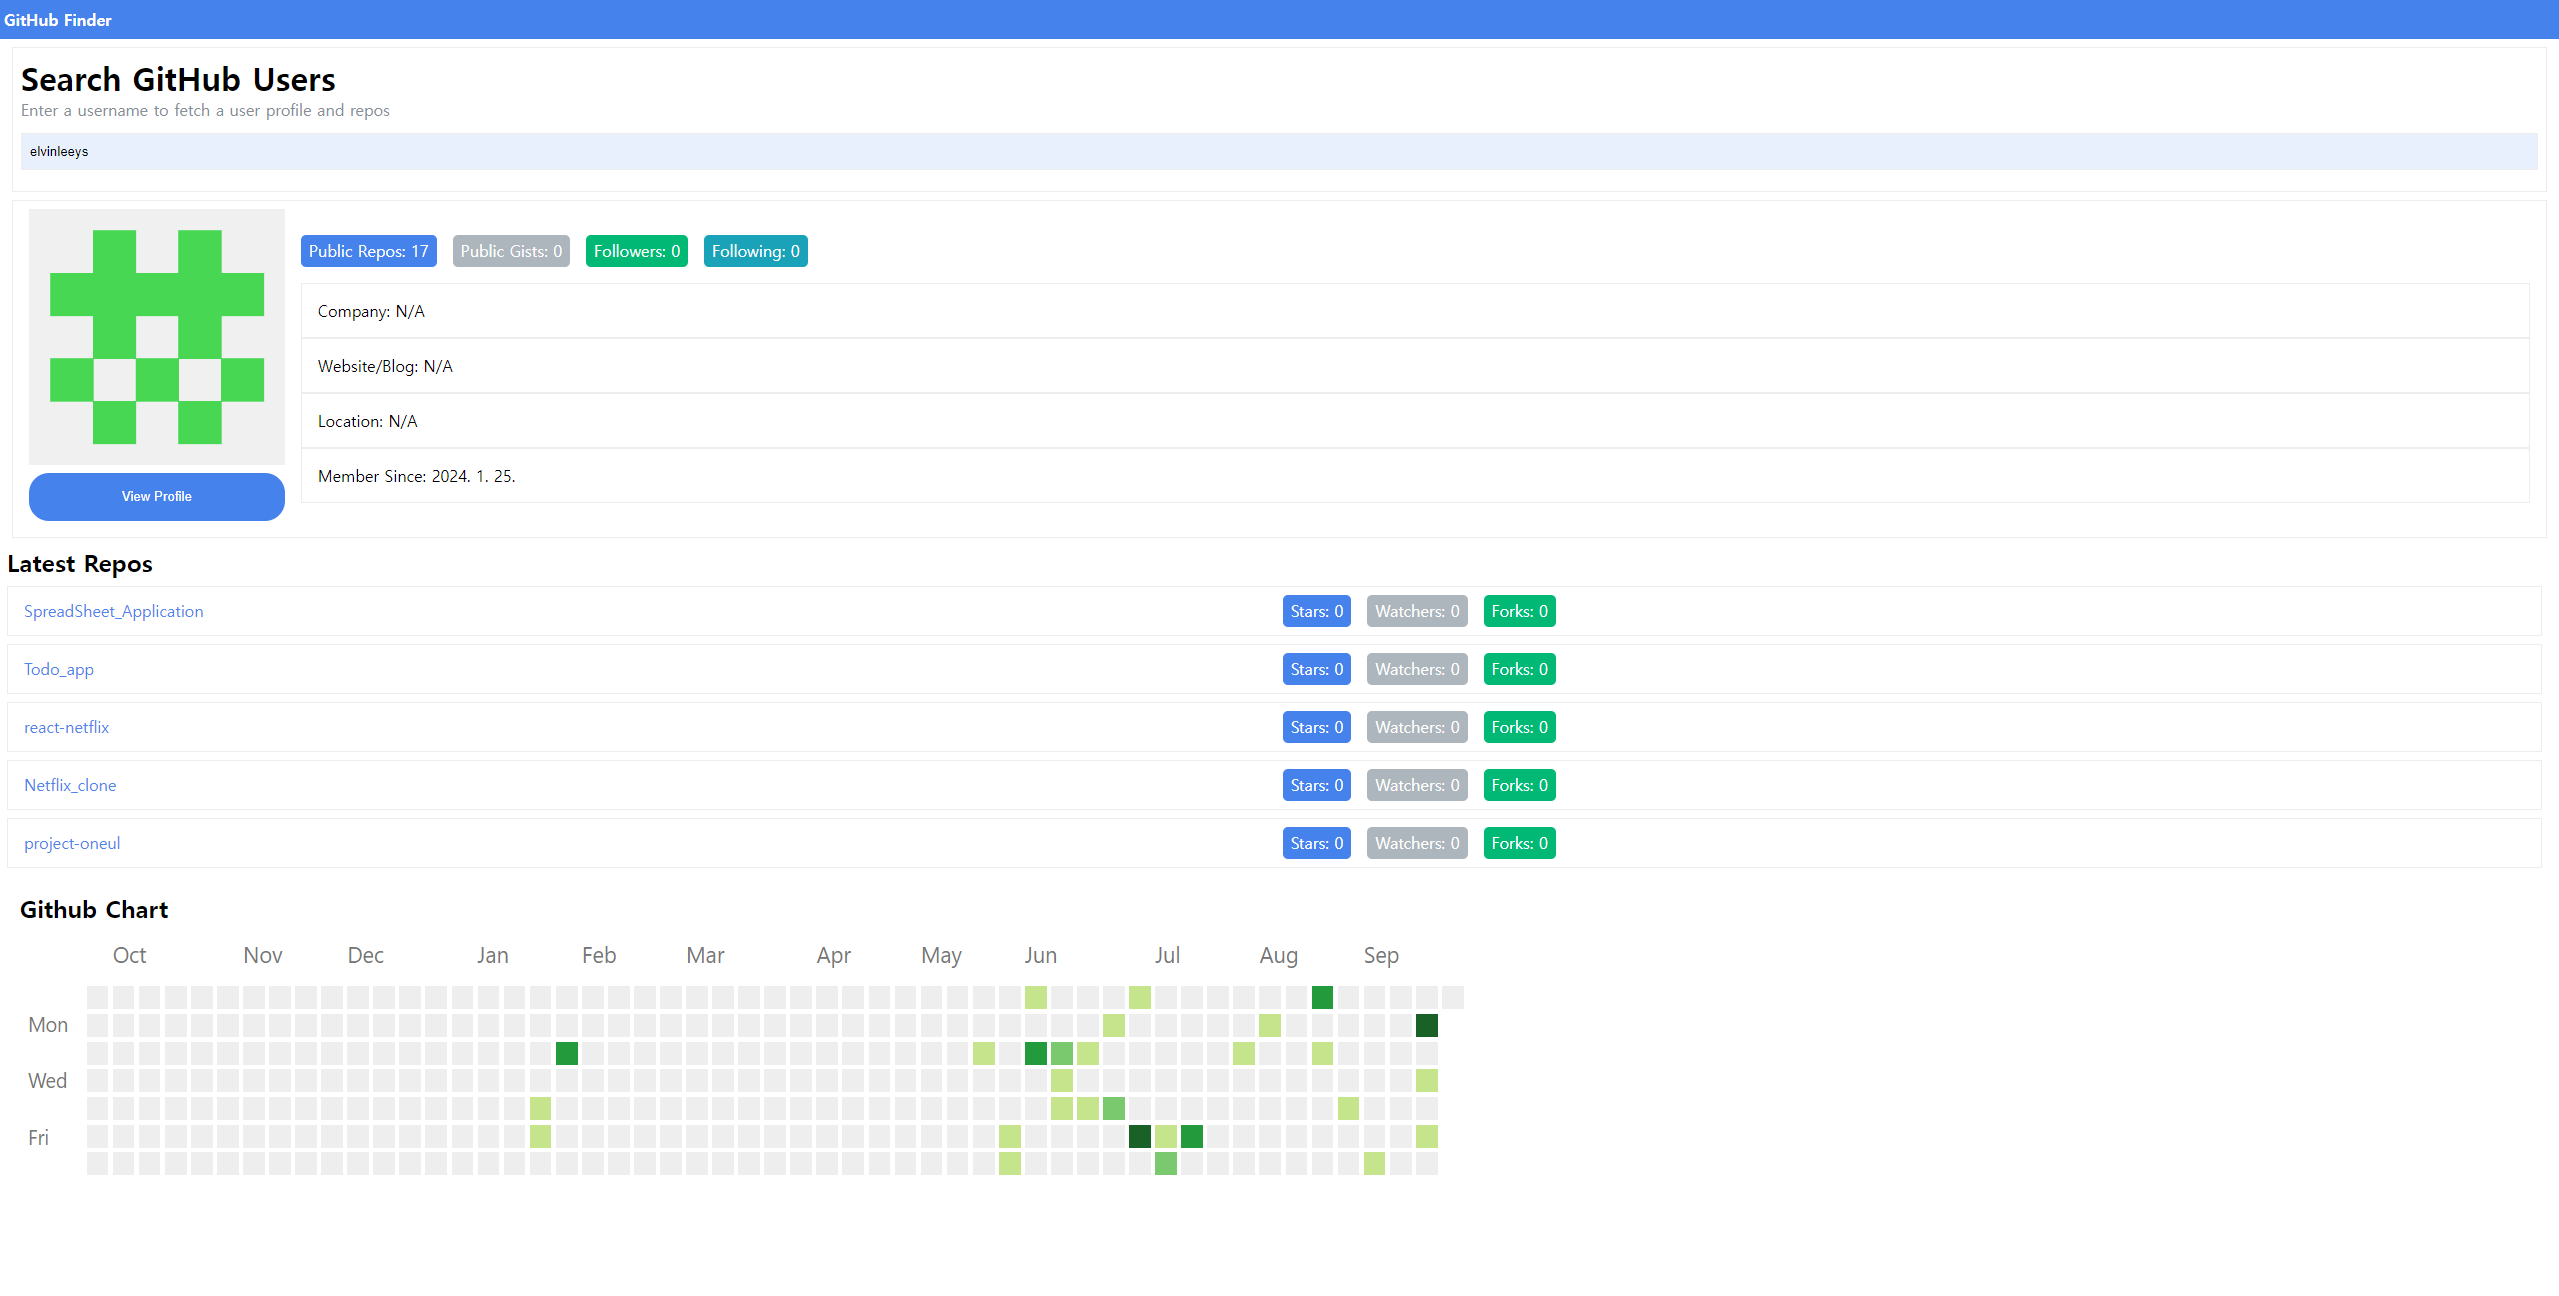 GitHub Finder
Search GitHub Users
Enter a username to fetch a user profile and repos
elvinleeys
Public Repos: 17 Public Gists: 0 Followers: 0 Following: 0
Company: N/A
Website/Blog: N/A
Location: N/A
Member Since: 2024. 1. 25.
View Profile
Latest Repos
SpreadSheet_Application Stars: 0 Watchers: 0 Forks: 0
Todo_app Stars: 0 Watchers: 0 Forks: 0
react-netflix Stars: 0 Watchers: 0 Forks: 0
Netflix_clone Stars: 0 Watchers: 0 Forks: 0
project-oneul Stars: 0 Watchers: 0 Forks: 0
Github Chart
Oct Nov Dec Jan Feb Mar Apr May Jun Jul Aug Sep
Mon
Wed
Fri